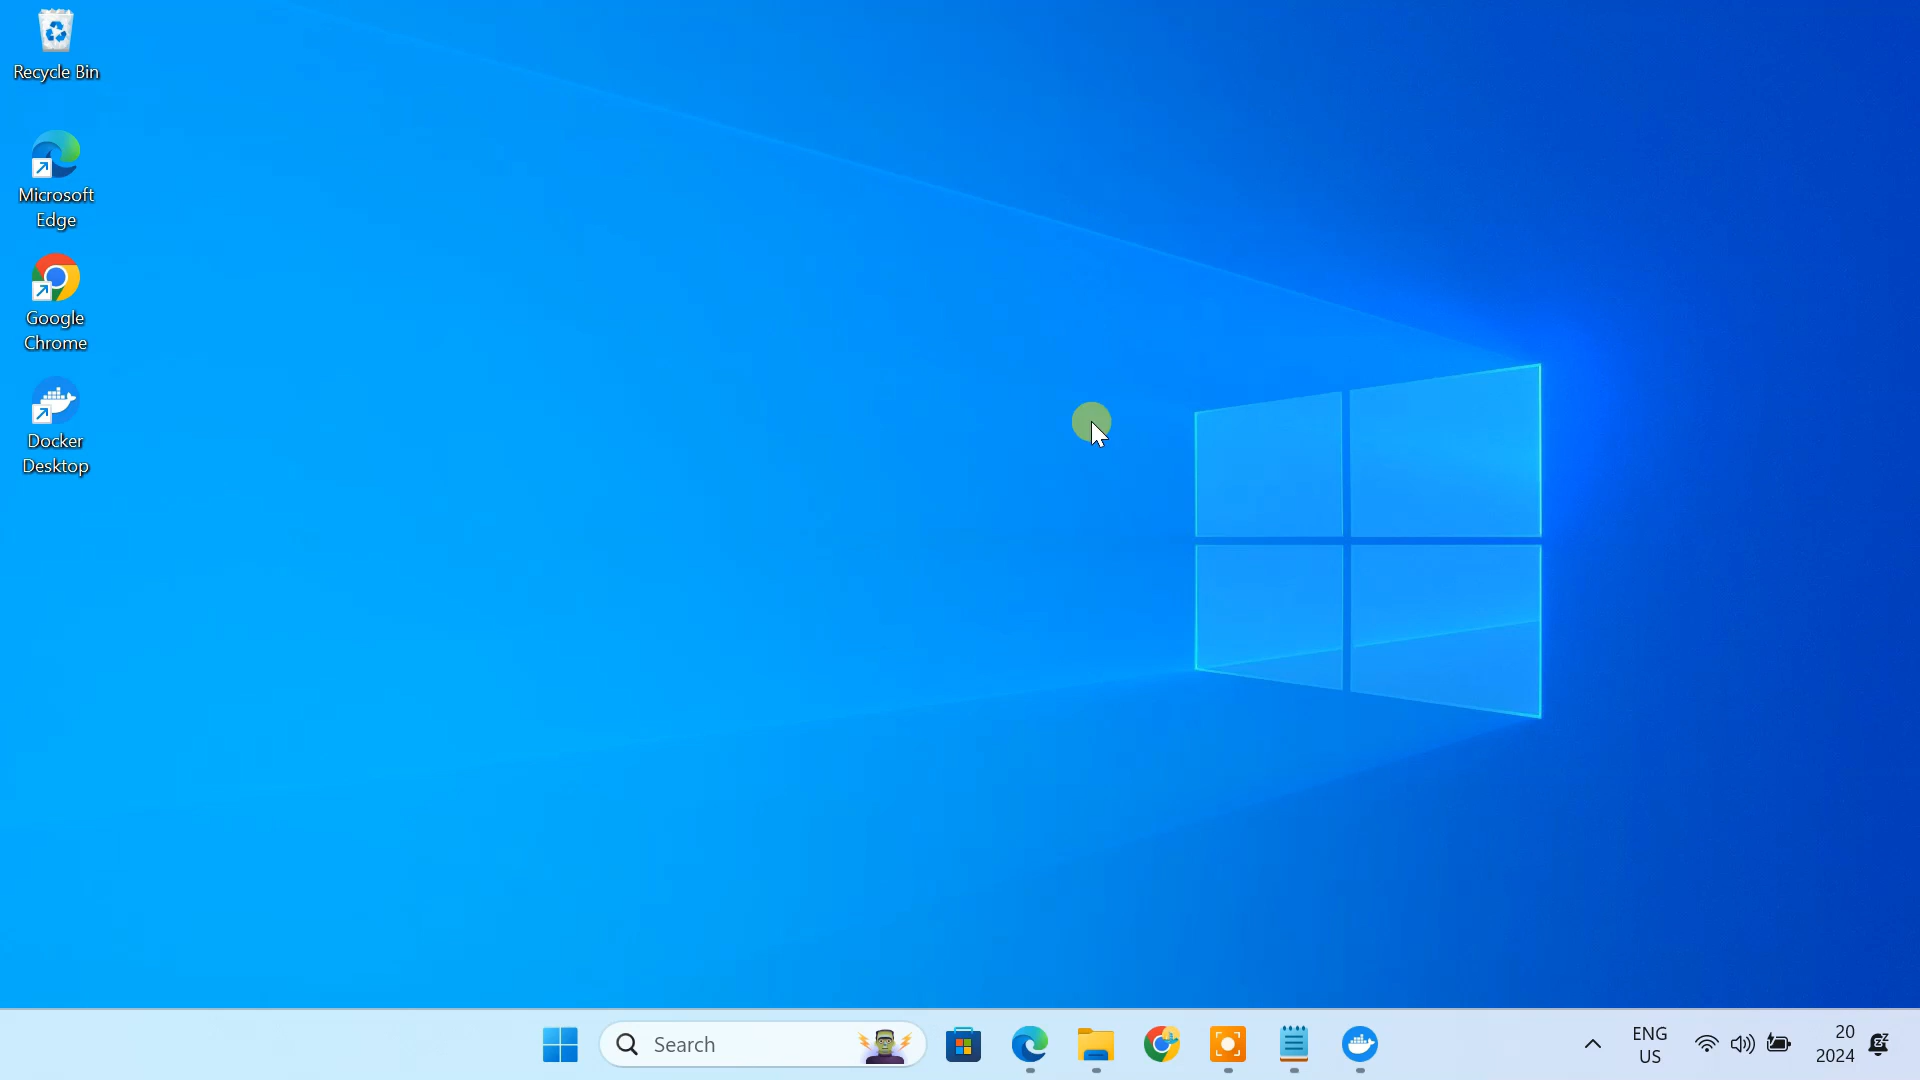 Recycle Bin
Microsoft
Edge
Google
Chrome
Docker
Desktop
Search
ENG
US
20
2024